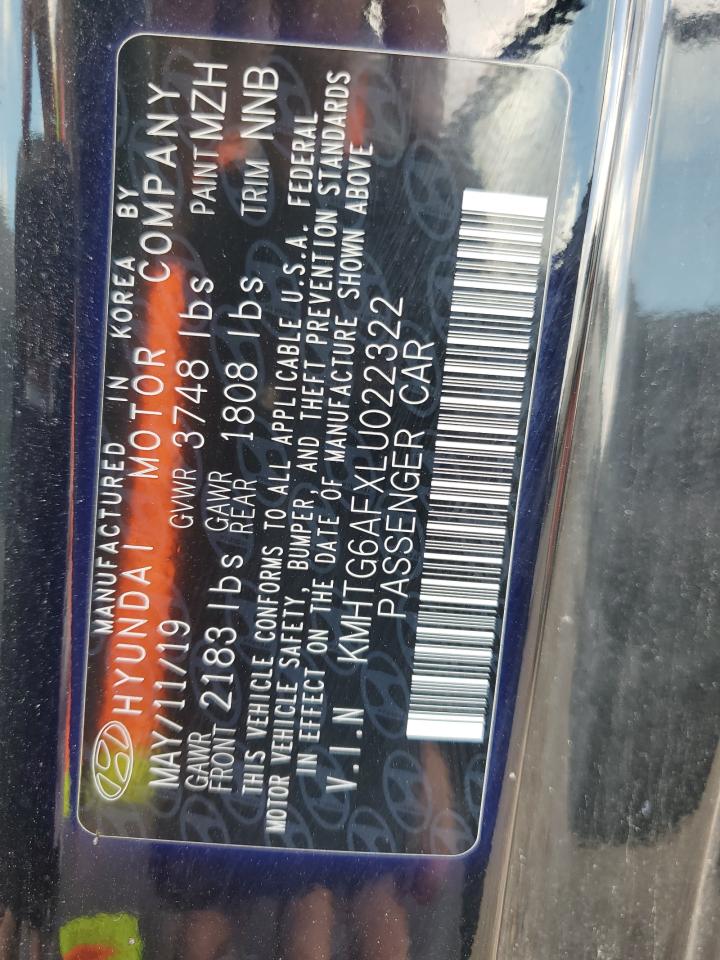 MANUFACTURED IN KOREA BY
HYUNDAI MOTOR COMPANY
MAY/11/19 GVWR 3748 lbs PAINT MZH
GAWR FRONT 2183 lbs GAWR REAR 1808 lbs TRIM NNB
THIS VEHICLE CONFORMS TO ALL APPLICABLE U.S.A. FEDERAL
MOTOR VEHICLE SAFETY, BUMPER, AND THEFT PREVENTION STANDARDS
IN EFFECT ON THE DATE OF MANUFACTURE SHOWN ABOVE
V.I.N KMHTG6AFXLU022322
PASSENGER CAR